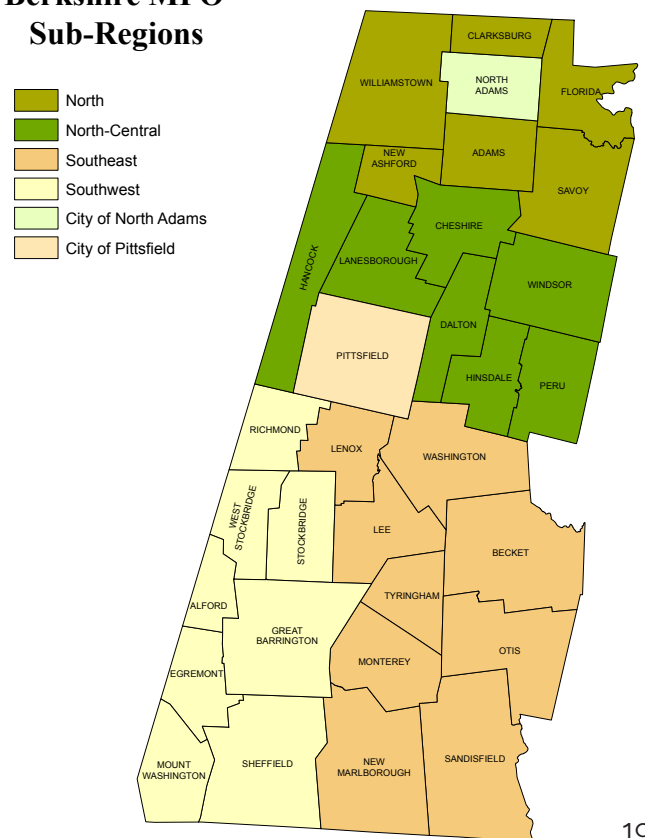 Berkshire MPO
Sub-Regions
North
North-Central
Southeast
Southwest
City of North Adams
City of Pittsfield
CLARKSBURG
WILLIAMSTOWN
NORTH
ADAMS
FLORIDA
NEW
ASHFORD
ADAMS
SAVOY
CHESHIRE
HANCOCK
LANESBOROUGH
WINDSOR
DALTON
PITTSFIELD
HINSDALE
PERU
RICHMOND
LENOX
WASHINGTON
WEST
STOCKBRIDGE
STOCKBRIDGE
LEE
BECKET
ALFORD
TYRINGHAM
GREAT
BARRINGTON
OTIS
EGREMONT
MONTEREY
MOUNT
WASHINGTON
SHEFFIELD
NEW
MARLBOROUGH
SANDISFIELD
19